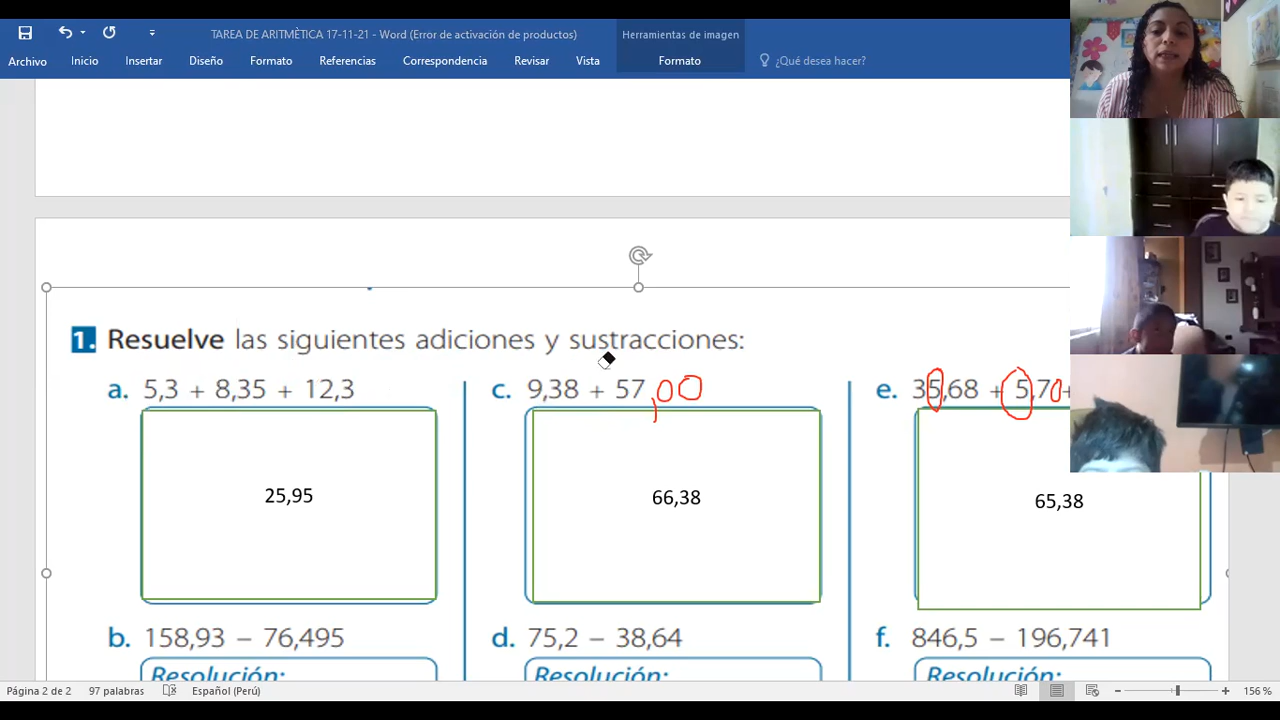 TAREA DE ARITMÈTICA 17-11-21 - Word (Error de activación de productos)
Herramientas de imagen
Archivo Inicio Insertar Diseño Formato Referencias Correspondencia Revisar Vista Formato ¿Qué desea hacer?
1. Resuelve las siguientes adiciones y sustracciones:
a. 5,3 + 8,35 + 12,3
c. 9,38 + 57,00
e. 35,68 + 5,70+
25,95
66,38
65,38
b. 158,93 – 76,495
d. 75,2 – 38,64
f. 846,5 – 196,741
Resolución:
Resolución:
Resolución:
Página 2 de 2 97 palabras Español (Perú) 156 %